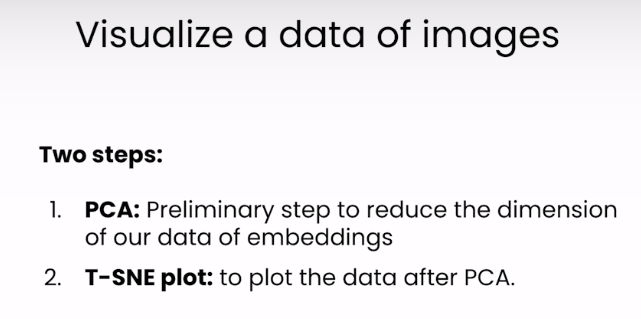 Visualize a data of images
Two steps:
1. PCA: Preliminary step to reduce the dimension
of our data of embeddings
2. T-SNE plot: to plot the data after PCA.